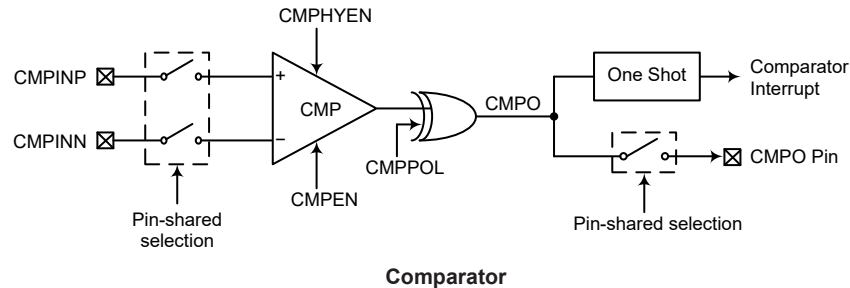 CMPHYEN
CMPINP
+
CMP
CMPINN
−
CMPEN
CMPPOL
CMPO
One Shot
Comparator
Interrupt
CMPO Pin
Pin-shared
selection
Pin-shared selection
Comparator